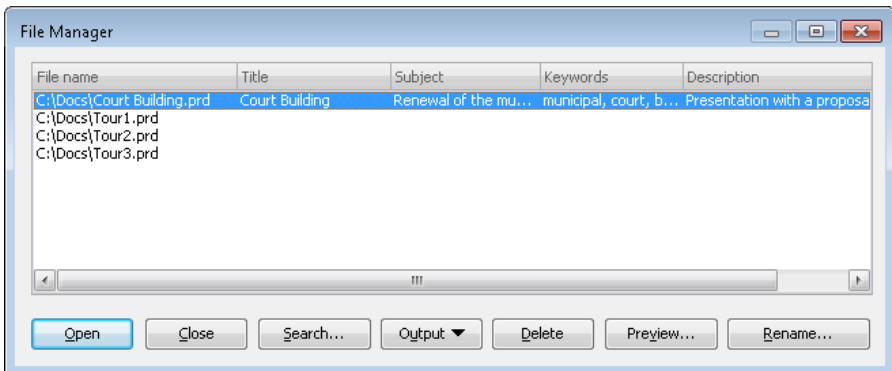 File Manager
File name Title Subject Keywords Description
C:\Docs\Court Building.prd Court Building Renewal of the mu... municipal, court, b... Presentation with a proposa
C:\Docs\Tour1.prd
C:\Docs\Tour2.prd
C:\Docs\Tour3.prd
Open Close Search... Output Delete Preview... Rename...